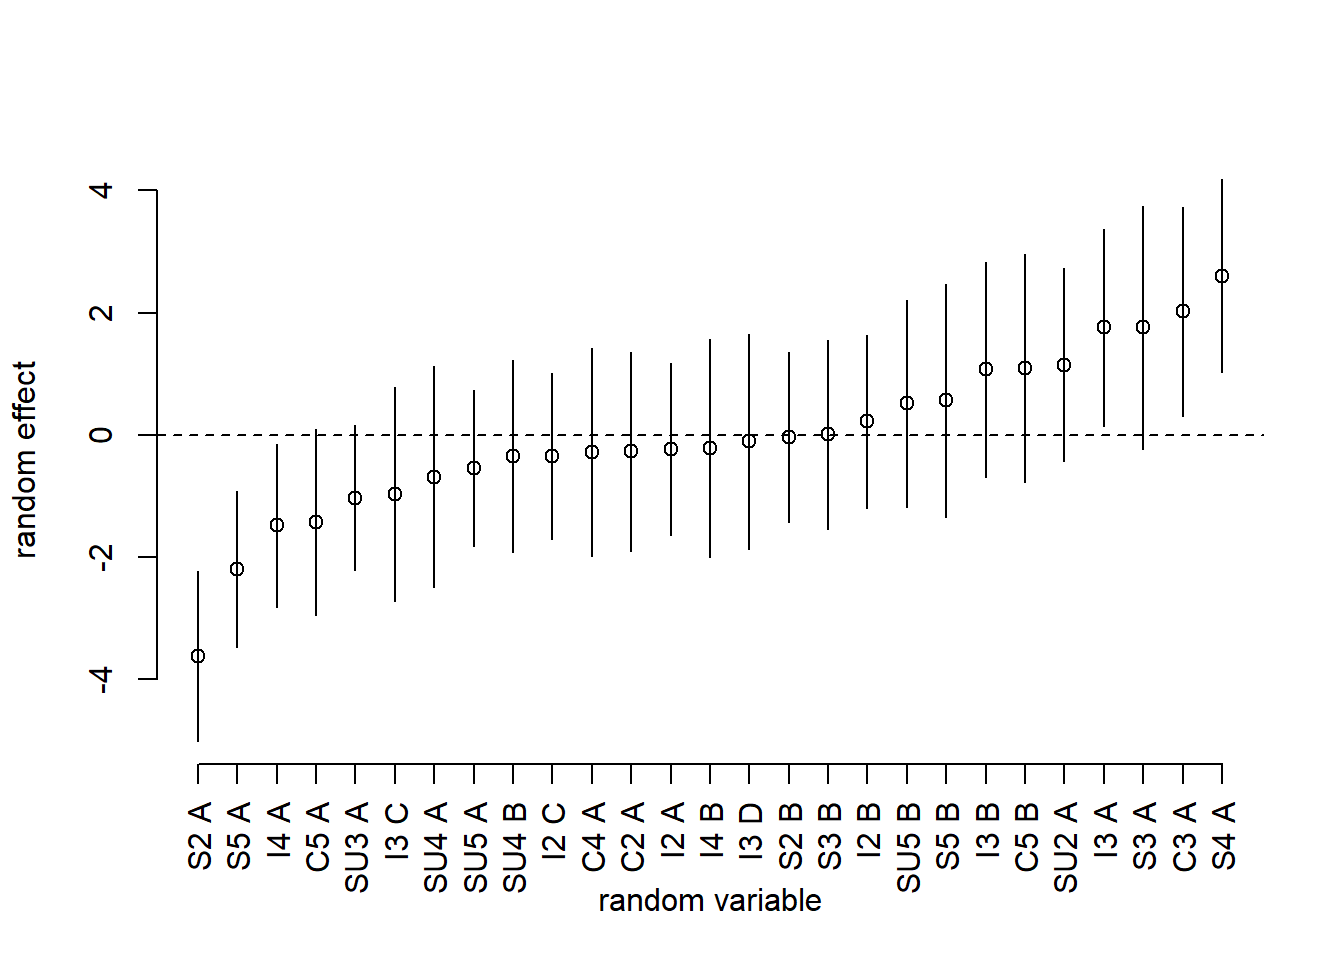 random effect
4
2
0
-2
-4
S2 A
S5 A
I4 A
C5 A
SU3 A
I3 C
SU4 A
SU5 A
SU4 B
I2 C
C4 A
C2 A
I2 A
I4 B
I3 D
S2 B
S3 B
I2 B
SU5 B
S5 B
I3 B
C5 B
SU2 A
I3 A
S3 A
C3 A
S4 A
random variable